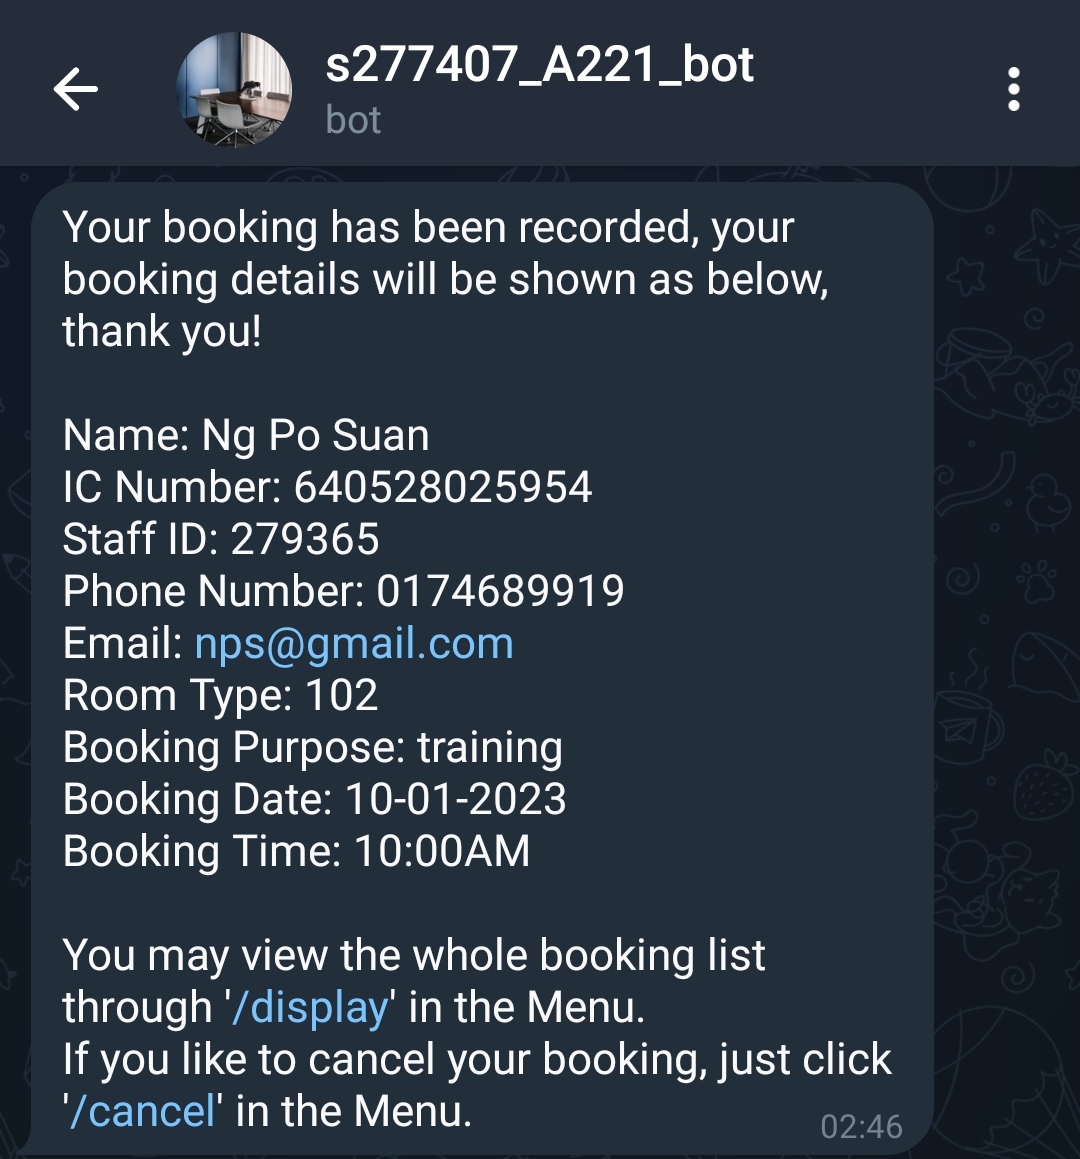 s277407_A221_bot
bot
Your booking has been recorded, your
booking details will be shown as below,
thank you!
Name: Ng Po Suan
IC Number: 640528025954
Staff ID: 279365
Phone Number: 0174689919
Email: nps@gmail.com
Room Type: 102
Booking Purpose: training
Booking Date: 10-01-2023
Booking Time: 10:00AM
You may view the whole booking list
through '/display' in the Menu.
If you like to cancel your booking, just click
'/cancel' in the Menu.
02:46